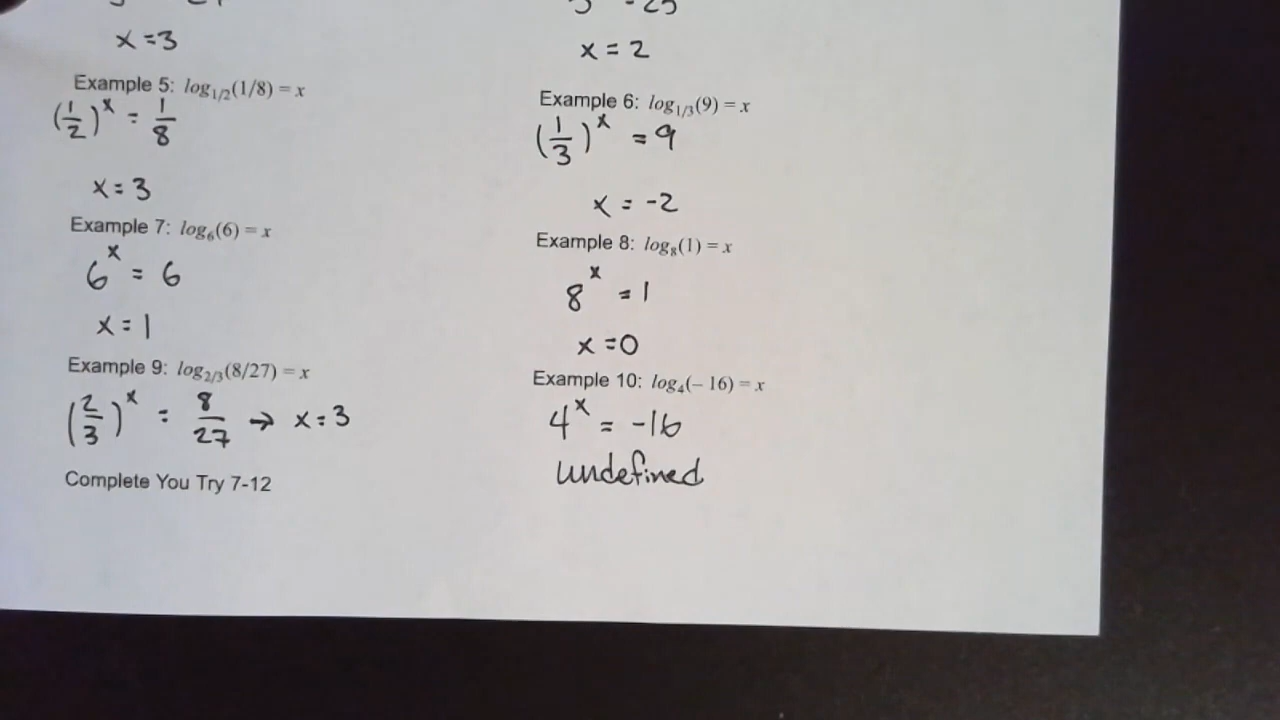 x = 3
Example 5: log1/2(1/8) = x
(1/2)^x = 1/8
x = 3
Example 7: log6(6) = x
6^x = 6
x = 1
Example 9: log2/3(8/27) = x
(2/3)^x = 8/27 → x = 3
Complete You Try 7-12
x = 2
Example 6: log1/3(9) = x
(1/3)^x = 9
x = -2
Example 8: log8(1) = x
8^x = 1
x = 0
Example 10: log4(– 16) = x
4^x = -16
undefined